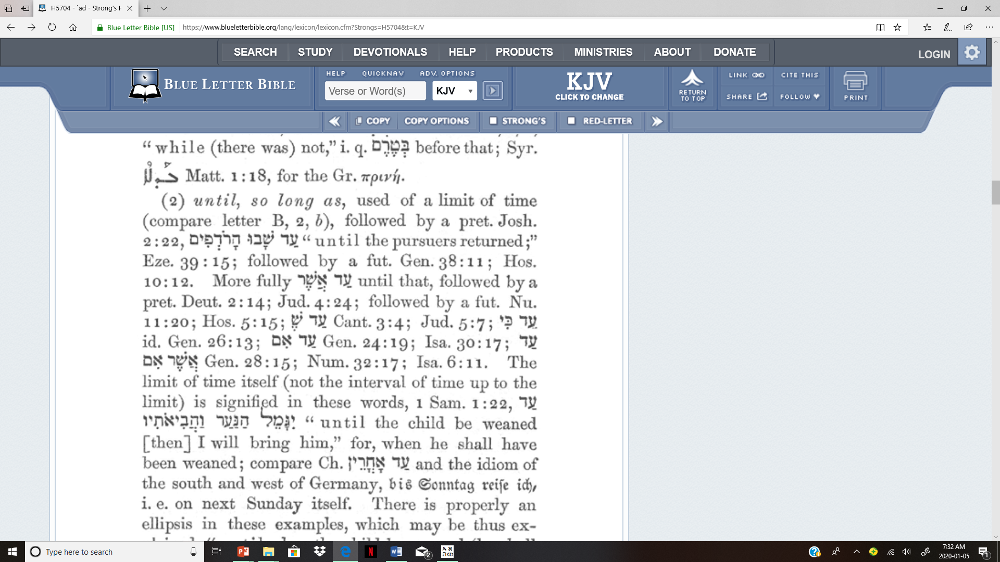 H5704 - `ad - Strong's H
Blue Letter Bible [US]
https://www.blueletterbible.org/lang/lexicon/lexicon.cfm?Strongs=H5704&t=KJV
SEARCH STUDY DEVOTIONALS HELP PRODUCTS MINISTRIES ABOUT DONATE
LOGIN
BLUE LETTER BIBLE
HELP QUICKNAV ADV. OPTIONS
Verse or Word(s)
KJV
KJV
CLICK TO CHANGE
RETURN
TO TOP
LINK
CITE THIS
SHARE
FOLLOW
PRINT
COPY COPY OPTIONS STRONG'S RED-LETTER
“while (there was) not,” i. q. בְּטֶרֶם before that; Syr.
Matt. 1:18, for the Gr. πρινή.
(2) until, so long as, used of a limit of time
(compare letter B, 2, b), followed by a pret. Josh.
2:22, עַד שָׁבוּ הָרֹדְפִים “until the pursuers returned;”
Eze. 39:15; followed by a fut. Gen. 38:11; Hos.
10:12. More fully עַד אֲשֶׁר until that, followed by a
pret. Deut. 2:14; Jud. 4:24; followed by a fut. Nu.
11:20; Hos. 5:15; עַד שֶׁ Cant. 3:4; Jud. 5:7; עַד כִּי
id. Gen. 26:13; עַד אִם Gen. 24:19; Isa. 30:17; עַד
אֲשֶׁר אִם Gen. 28:15; Num. 32:17; Isa. 6:11. The
limit of time itself (not the interval of time up to the
limit) is signified in these words, 1 Sam. 1:22, עַד
יִגָּמֵל הַנַּעַר וַהֲבִיאֹתִיו “until the child be weaned
[then] I will bring him,” for, when he shall have
been weaned; compare Ch. עַד אָחֳרֵין and the idiom of
the south and west of Germany, bis Sonntag reise ich,
i. e. on next Sunday itself. There is properly an
ellipsis in these examples, which may be thus ex-
Type here to search
2
7:32 AM
2020-01-05
1